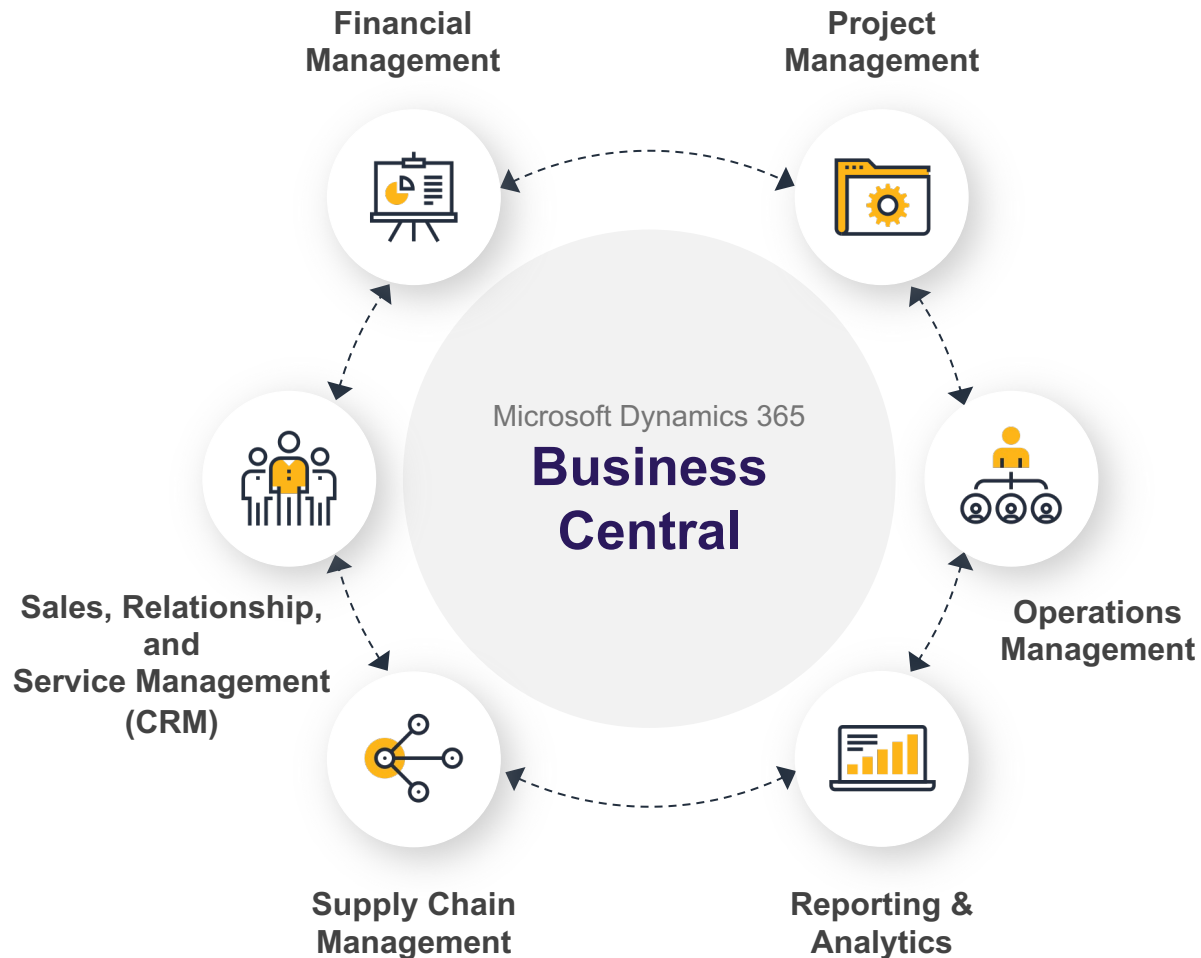 Financial
Management
Project
Management
Microsoft Dynamics 365
Business
Central
Sales, Relationship,
and
Service Management
(CRM)
Operations
Management
Supply Chain
Management
Reporting &
Analytics